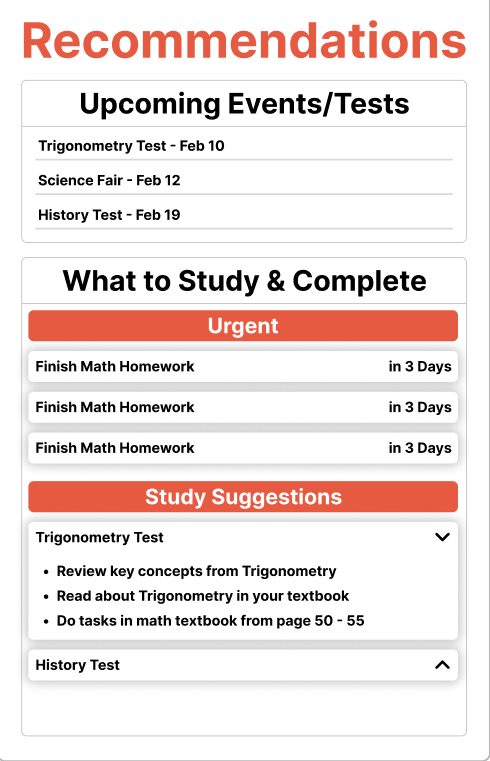 Recommendations
Upcoming Events/Tests
Trigonometry Test - Feb 10
Science Fair - Feb 12
History Test - Feb 19
What to Study & Complete
Urgent
Finish Math Homework in 3 Days
Finish Math Homework in 3 Days
Finish Math Homework in 3 Days
Study Suggestions
Trigonometry Test
• Review key concepts from Trigonometry
• Read about Trigonometry in your textbook
• Do tasks in math textbook from page 50 - 55
History Test